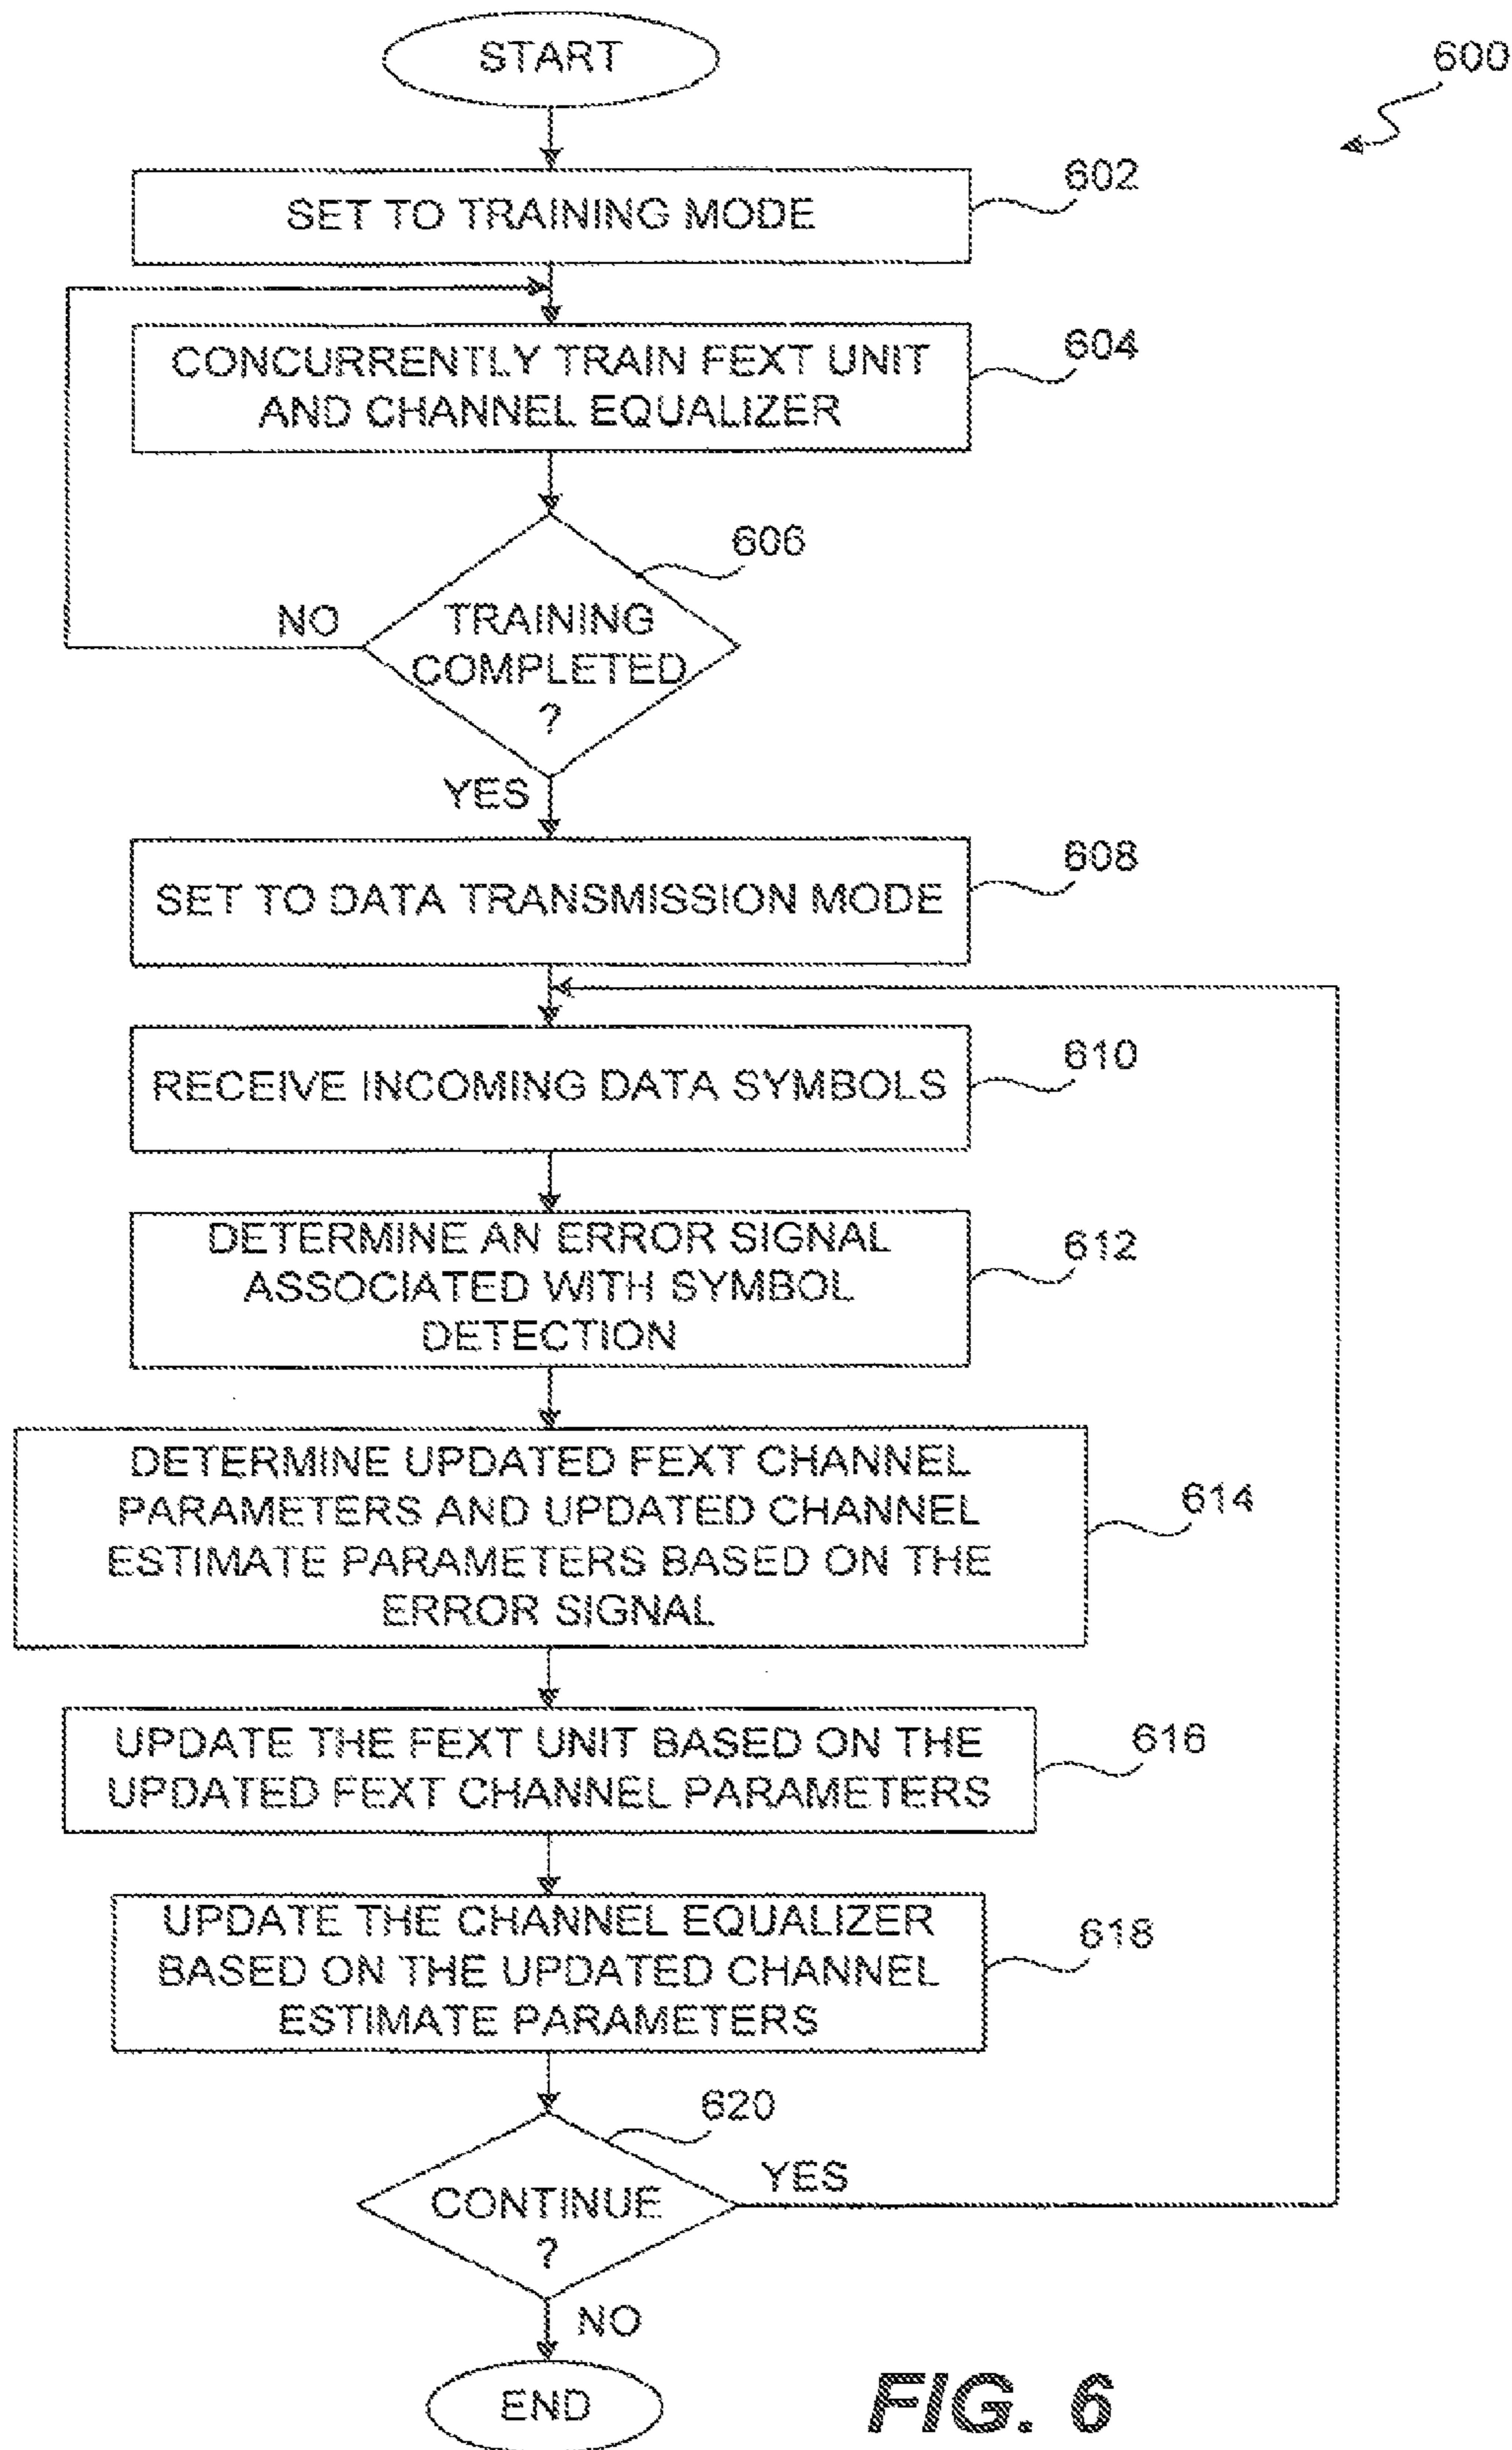 START
600
SET TO TRAINING MODE
602
CONCURRENTLY TRAIN FEXT UNIT
AND CHANNEL EQUALIZER
604
606
TRAINING
COMPLETED
?
NO
YES
SET TO DATA TRANSMISSION MODE
608
RECEIVE INCOMING DATA SYMBOLS
610
DETERMINE AN ERROR SIGNAL
ASSOCIATED WITH SYMBOL
DETECTION
612
DETERMINE UPDATED FEXT CHANNEL
PARAMETERS AND UPDATED CHANNEL
ESTIMATE PARAMETERS BASED ON THE
ERROR SIGNAL
614
UPDATE THE FEXT UNIT BASED ON THE
UPDATED FEXT CHANNEL PARAMETERS
616
UPDATE THE CHANNEL EQUALIZER
BASED ON THE UPDATED CHANNEL
ESTIMATE PARAMETERS
618
620
CONTINUE
?
YES
NO
END
FIG. 6